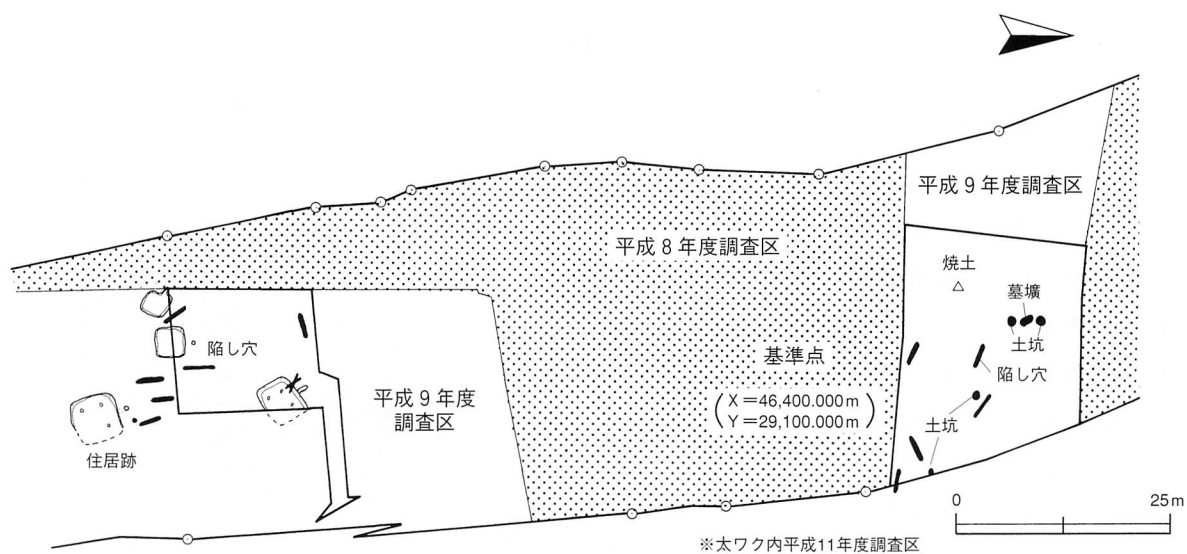 平成9年度調査区
平成8年度調査区
焼土
墓壙
土坑
陥し穴
陥し穴
基準点
平成9年度
調査区
X=46,400.000m
Y=29,100.000m
土坑
住居跡
0
25m
※太ワク内平成11年度調査区